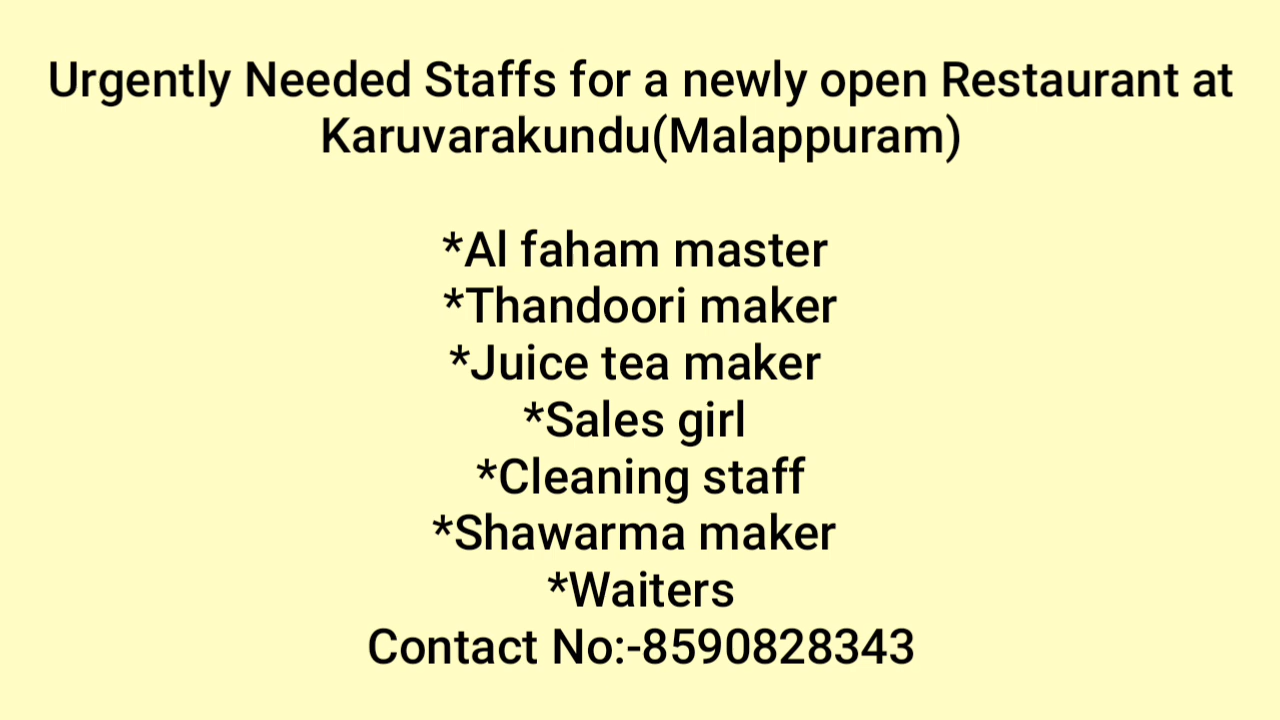 Urgently Needed Staffs for a newly open Restaurant at
Karuvarakundu(Malappuram)
*Al faham master
*Thandoori maker
*Juice tea maker
*Sales girl
*Cleaning staff
*Shawarma maker
*Waiters
Contact No:-8590828343